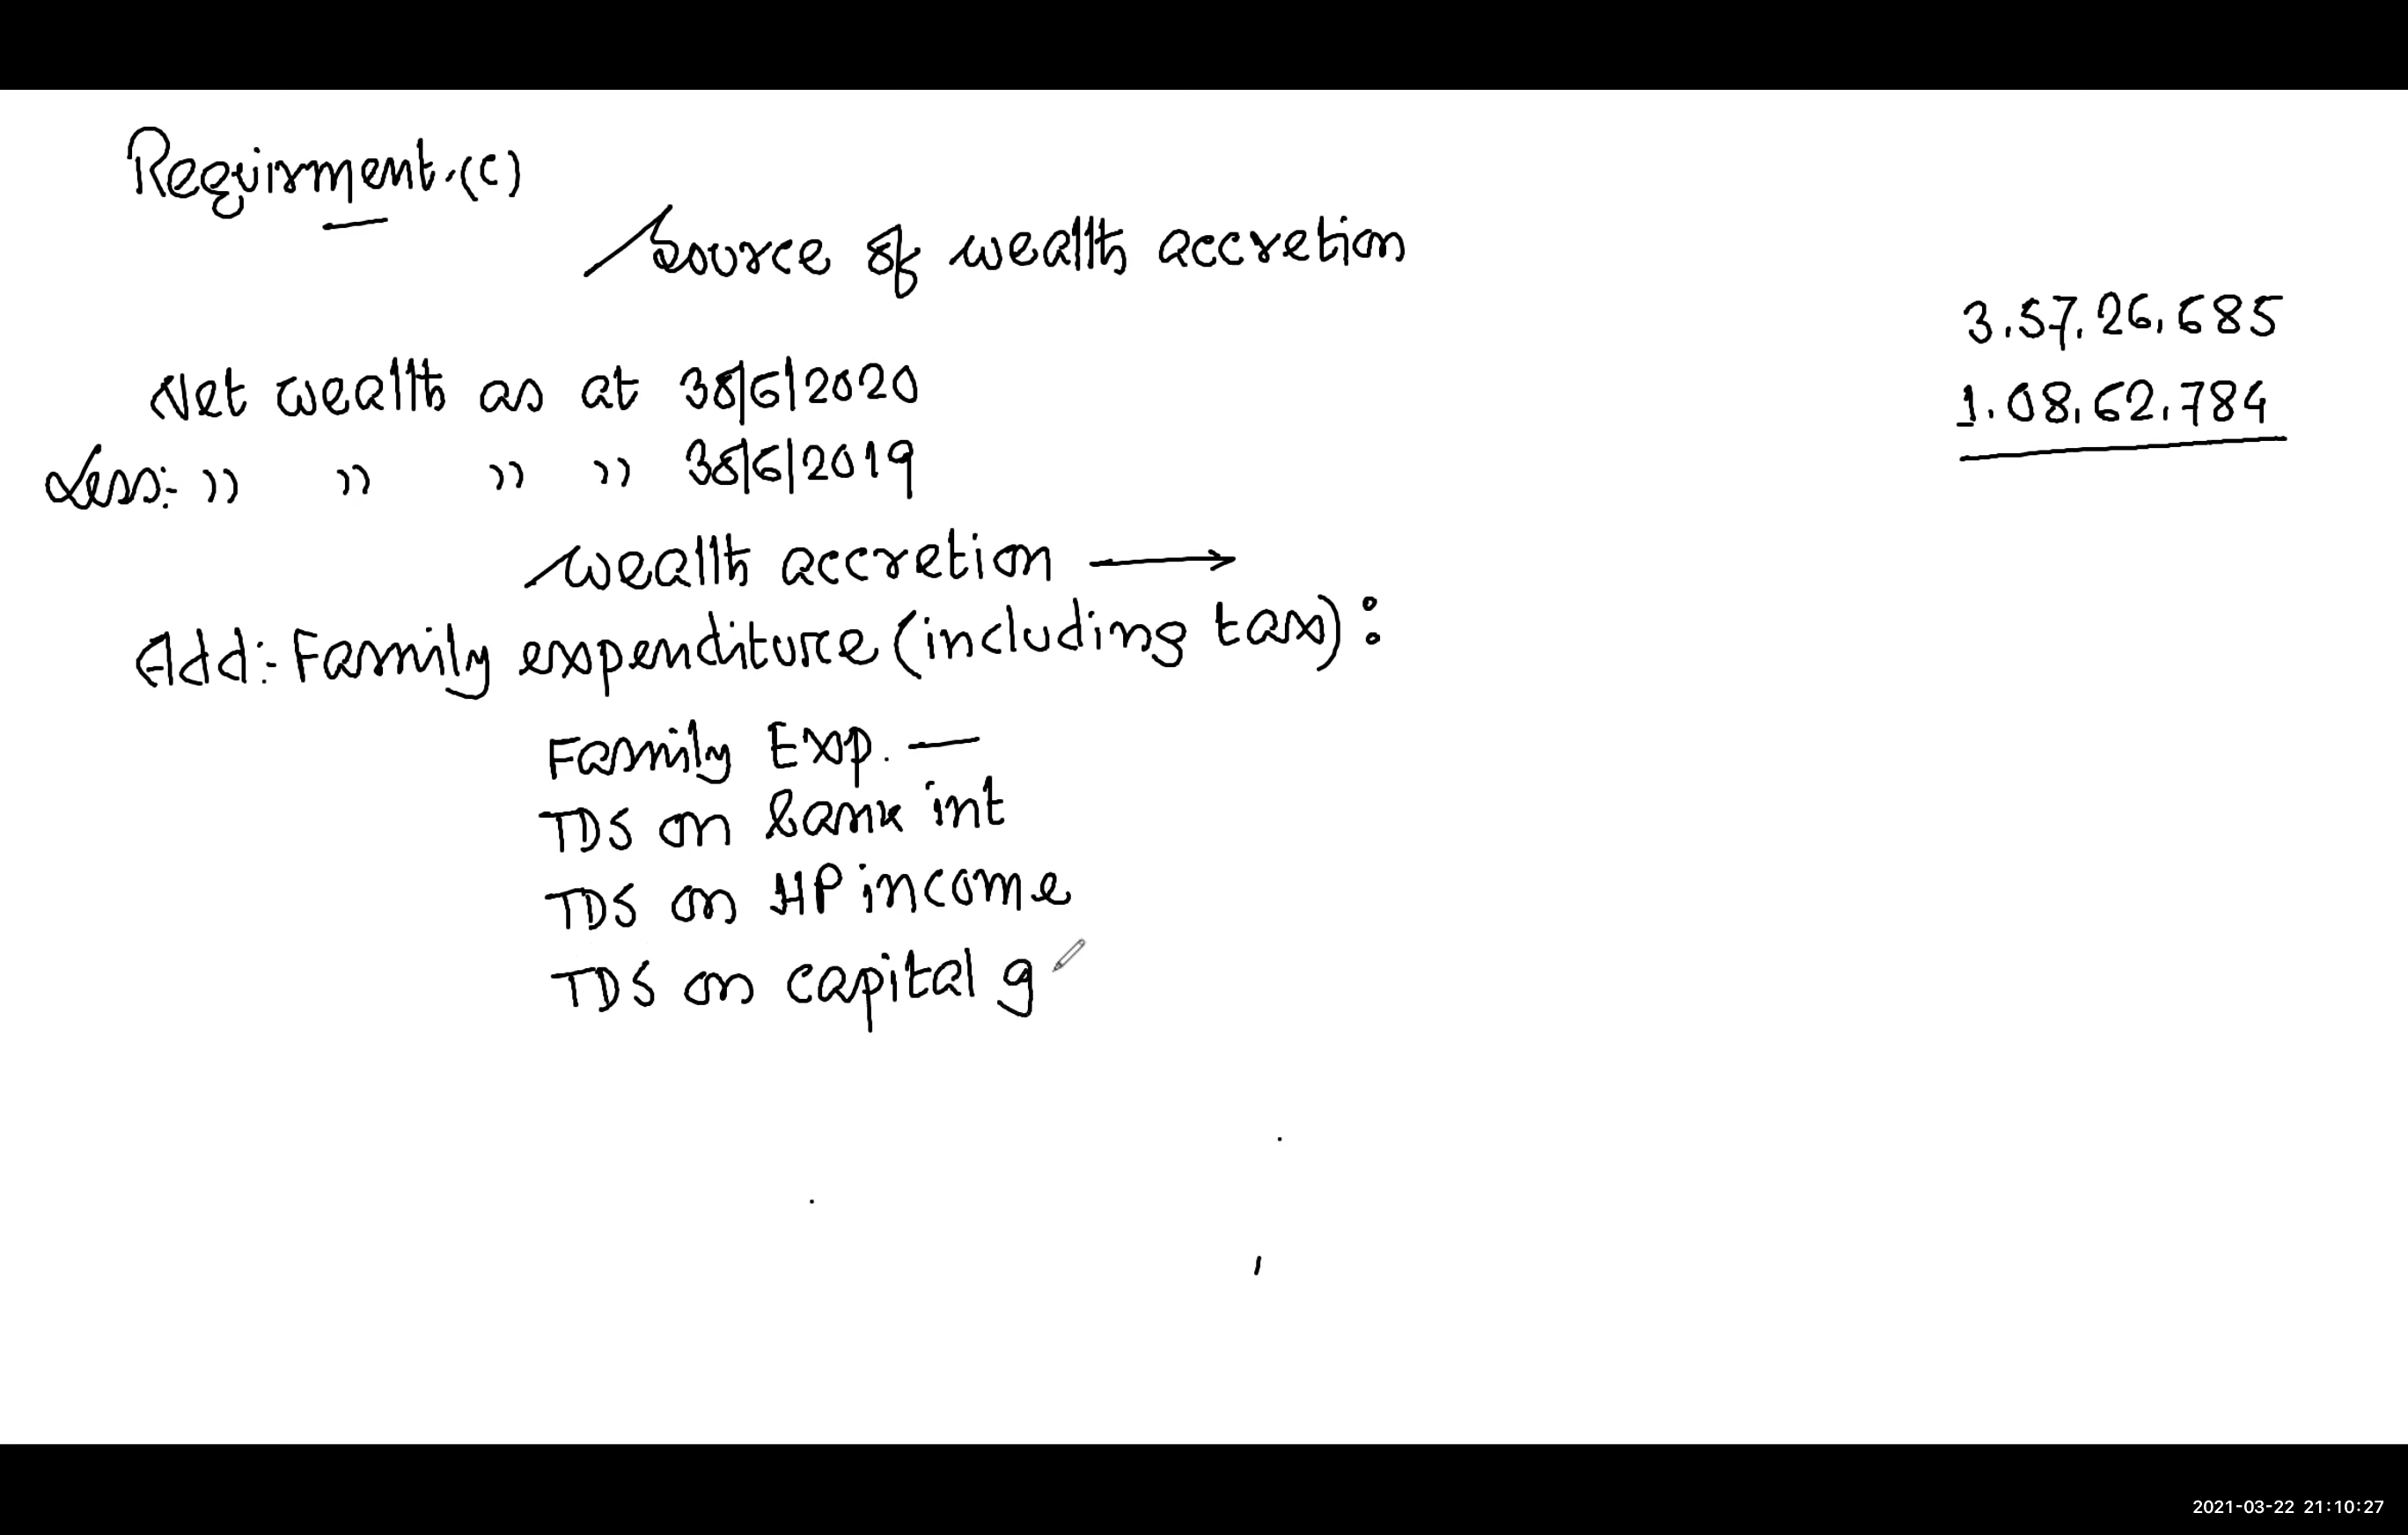 Requirment.(c)
Source of wealth accretion
3.57.26.685
Net wealth as at 30/6/2020
1.08.62.784
Less:- " " " " 30/6/2019
Wealth accretion →
Add:- Family expenditure (including tax):
Family Exp. —
TDS on bank int
TDS on HP income
TDS on capital g
2021-03-22 21:10:27